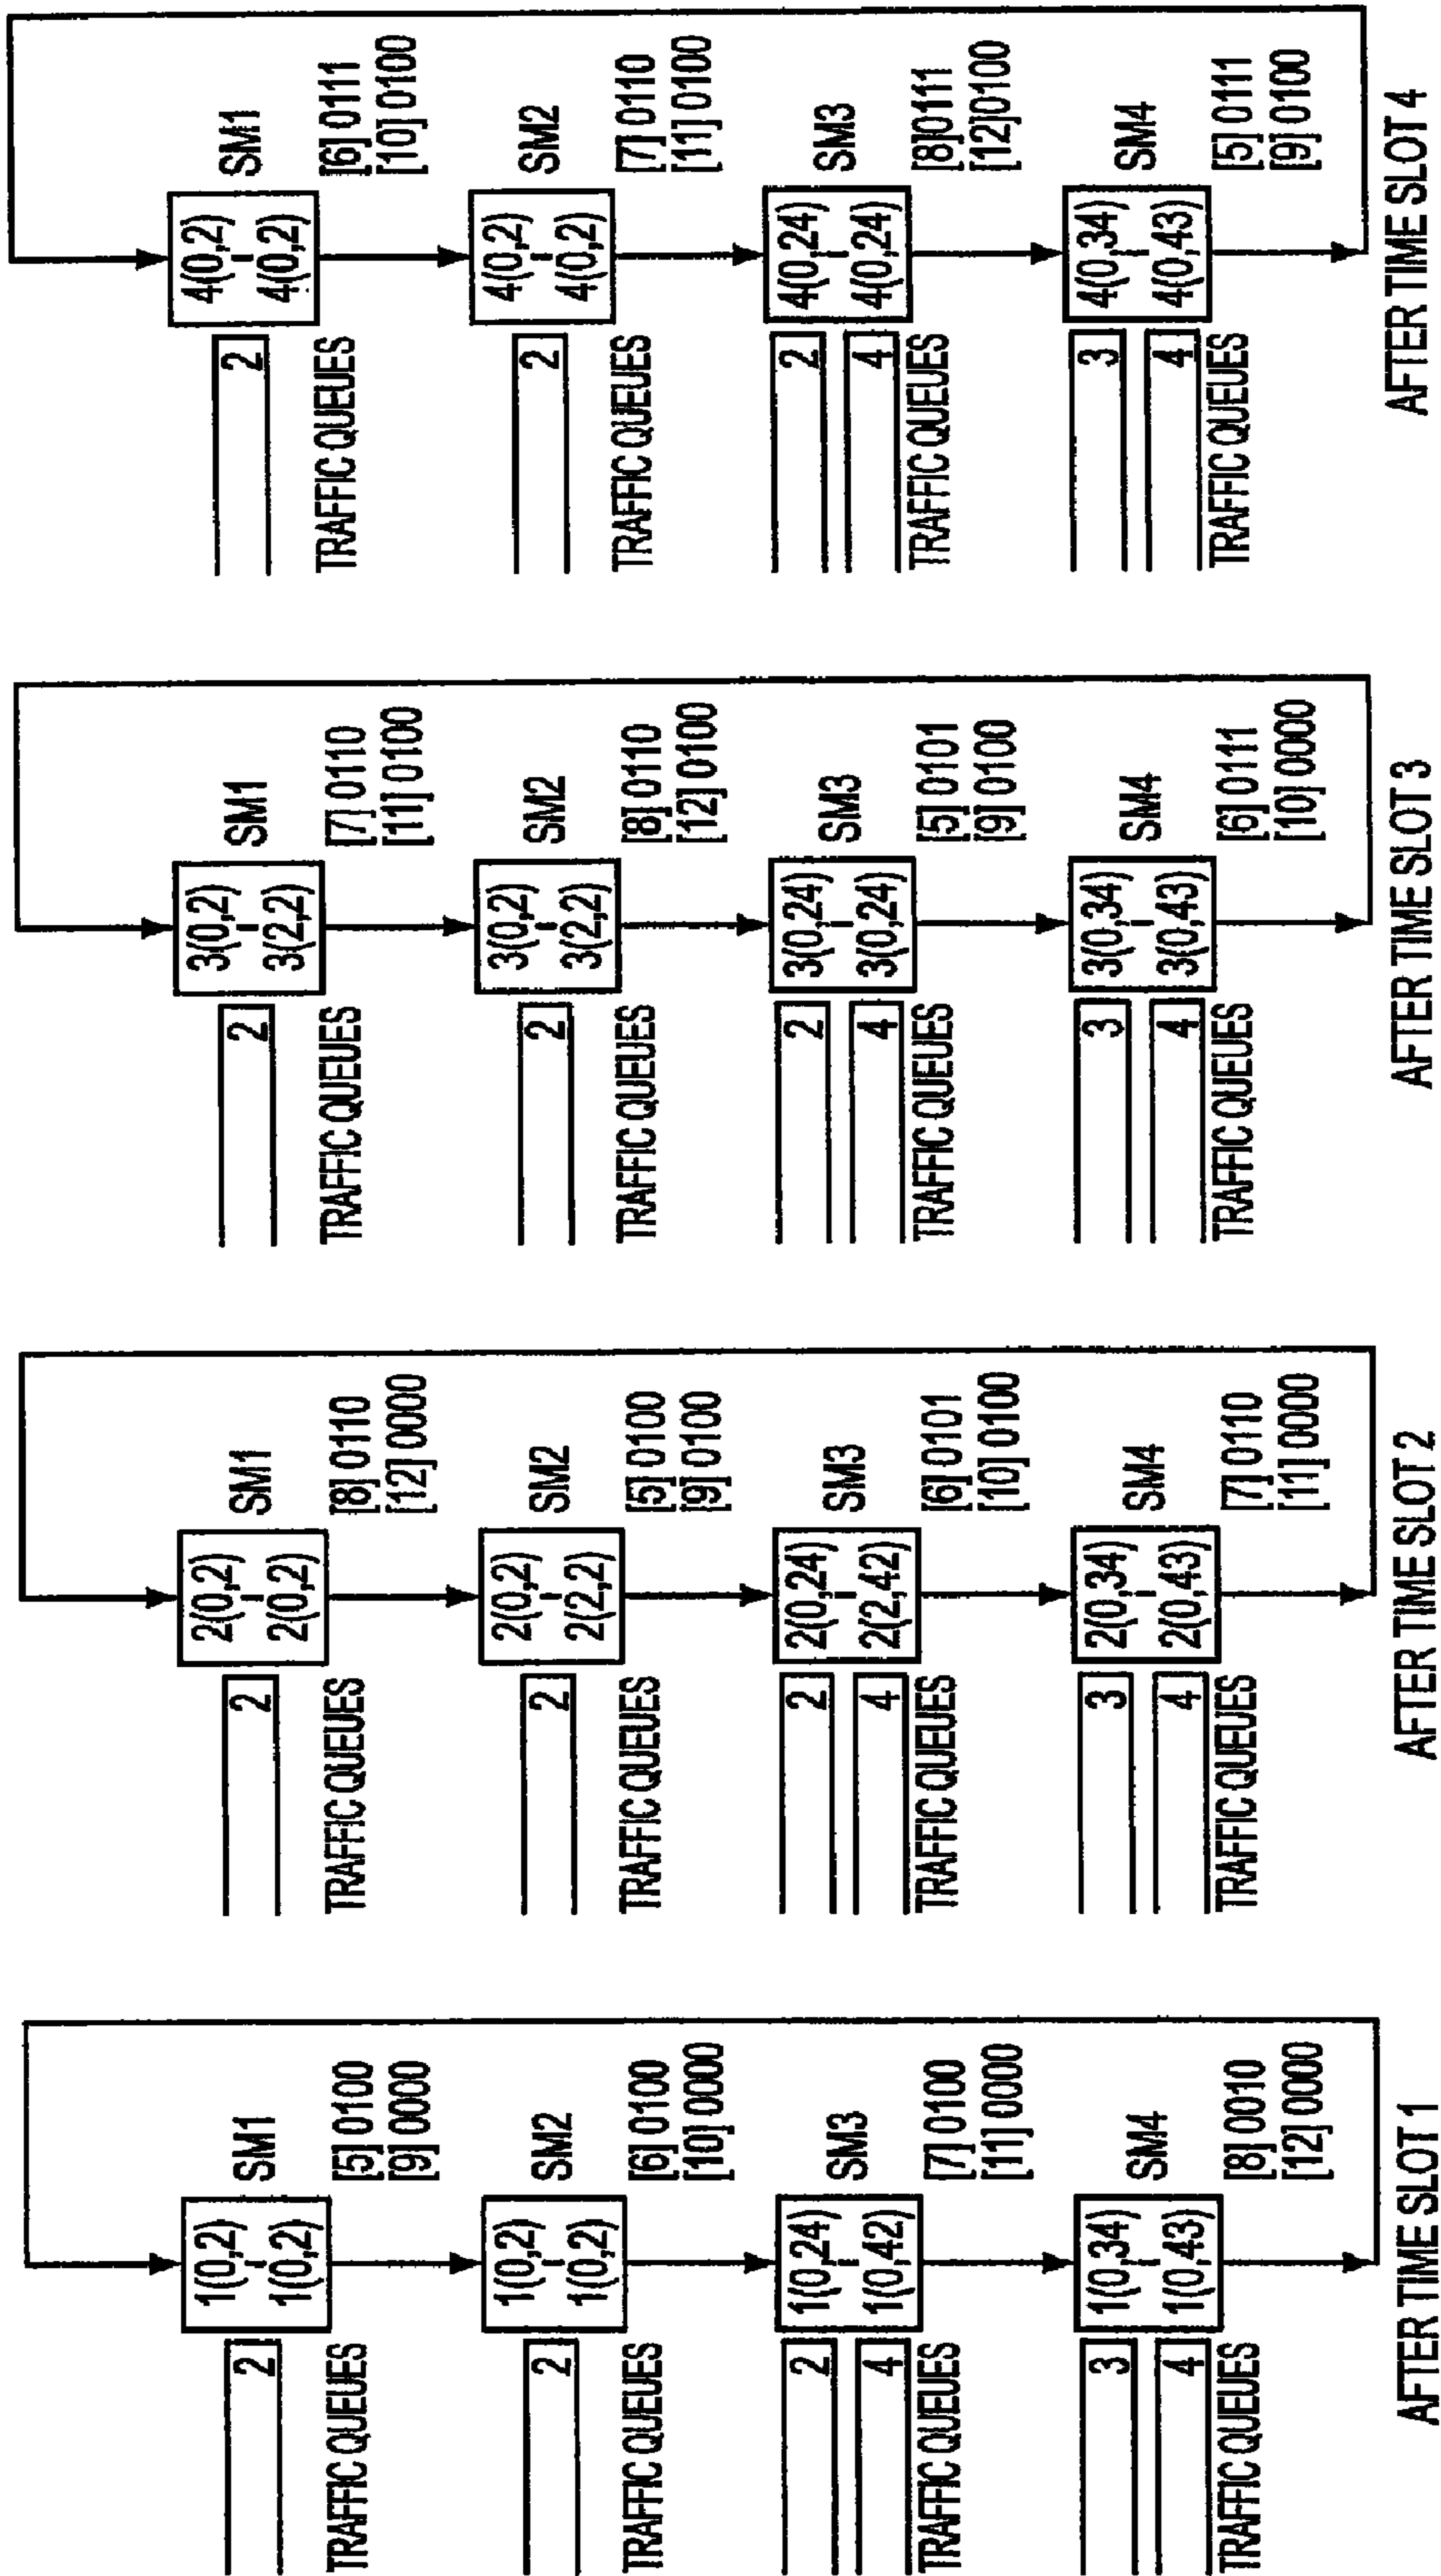 2
TRAFFIC QUEUES
1(0,2)
1(0,2)
SM1
[5] 0100
[9] 0000
2
TRAFFIC QUEUES
1(0,2)
1(0,2)
SM2
[6] 0100
[10] 0000
2
4
TRAFFIC QUEUES
1(0,24)
1(0,42)
SM3
[7] 0100
[11] 0000
3
4
TRAFFIC QUEUES
1(0,34)
1(0,43)
SM4
[8] 0010
[12] 0000
AFTER TIME SLOT 1
2
TRAFFIC QUEUES
2(0,2)
2(0,2)
SM1
[8] 0110
[12] 0000
2
TRAFFIC QUEUES
2(0,2)
2(2,2)
SM2
[5] 0100
[9] 0100
2
4
TRAFFIC QUEUES
2(0,24)
2(2,42)
SM3
[6] 0101
[10] 0100
3
4
TRAFFIC QUEUES
2(0,34)
2(0,43)
SM4
[7] 0110
[11] 0000
AFTER TIME SLOT 2
2
TRAFFIC QUEUES
3(0,2)
3(2,2)
SM1
[7] 0110
[11] 0100
2
TRAFFIC QUEUES
3(0,2)
3(2,2)
SM2
[8] 0110
[12] 0100
2
4
TRAFFIC QUEUES
3(0,24)
3(0,24)
SM3
[5] 0101
[9] 0100
3
4
TRAFFIC QUEUES
3(0,34)
3(0,43)
SM4
[6] 0111
[10] 0000
AFTER TIME SLOT 3
2
TRAFFIC QUEUES
4(0,2)
4(0,2)
SM1
[6] 0111
[10] 0100
2
TRAFFIC QUEUES
4(0,2)
4(0,2)
SM2
[7] 0110
[11] 0100
2
4
TRAFFIC QUEUES
4(0,24)
4(0,24)
SM3
[8]0111
[12]0100
3
4
TRAFFIC QUEUES
4(0,34)
4(0,43)
SM4
[5] 0111
[9] 0100
AFTER TIME SLOT 4